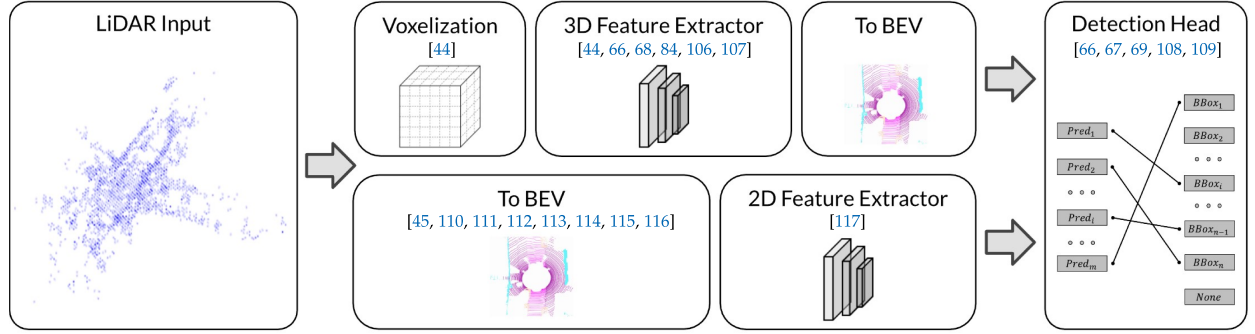 LiDAR Input
Voxelization
[44]
3D Feature Extractor
[44, 66, 68, 84, 106, 107]
To BEV
To BEV
[45, 110, 111, 112, 113, 114, 115, 116]
2D Feature Extractor
[117]
Detection Head
[66, 67, 69, 108, 109]
Pred₁
Pred₂
Predᵢ
Predₘ
BBox₁
BBox₂
BBoxᵢ
BBoxₙ₋₁
BBoxₙ
None